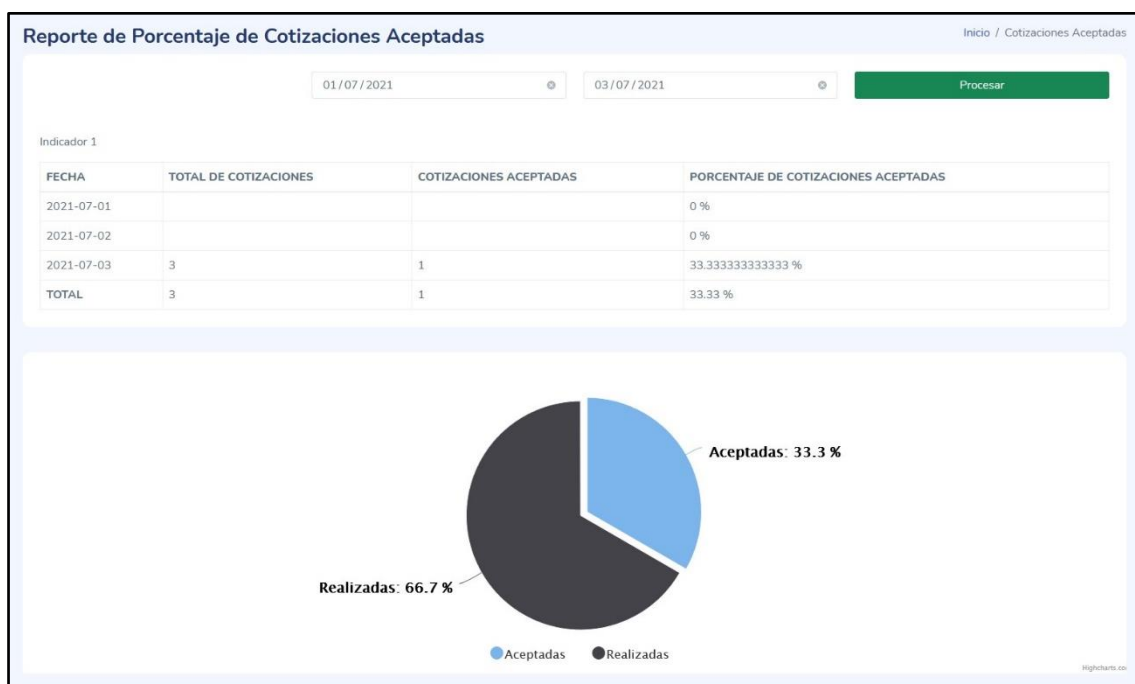 Reporte de Porcentaje de Cotizaciones Aceptadas
Inicio / Cotizaciones Aceptadas
01/07/2021
03/07/2021
Procesar
Indicador 1
FECHA TOTAL DE COTIZACIONES COTIZACIONES ACEPTADAS PORCENTAJE DE COTIZACIONES ACEPTADAS
2021-07-01 0 %
2021-07-02 0 %
2021-07-03 3 1 33.333333333333 %
TOTAL 3 1 33.33 %
Aceptadas: 33.3 %
Realizadas: 66.7 %
Aceptadas Realizadas
Highcharts.co